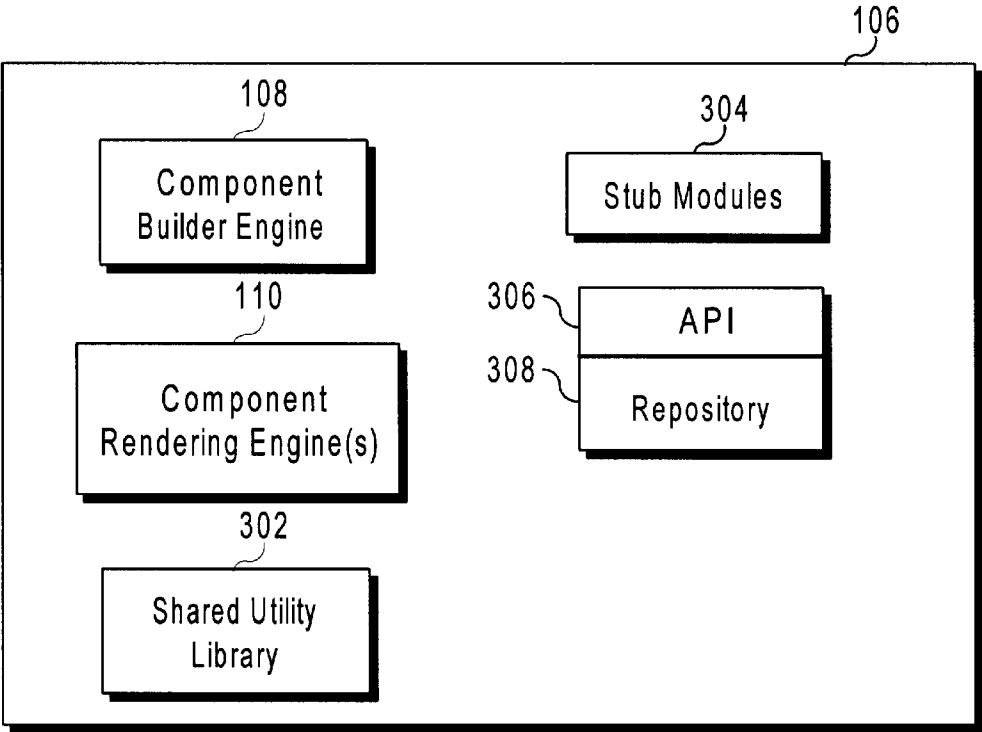 106
108
Component
Builder Engine
110
Component
Rendering Engine(s)
302
Shared Utility
Library
304
Stub Modules
306
API
308
Repository